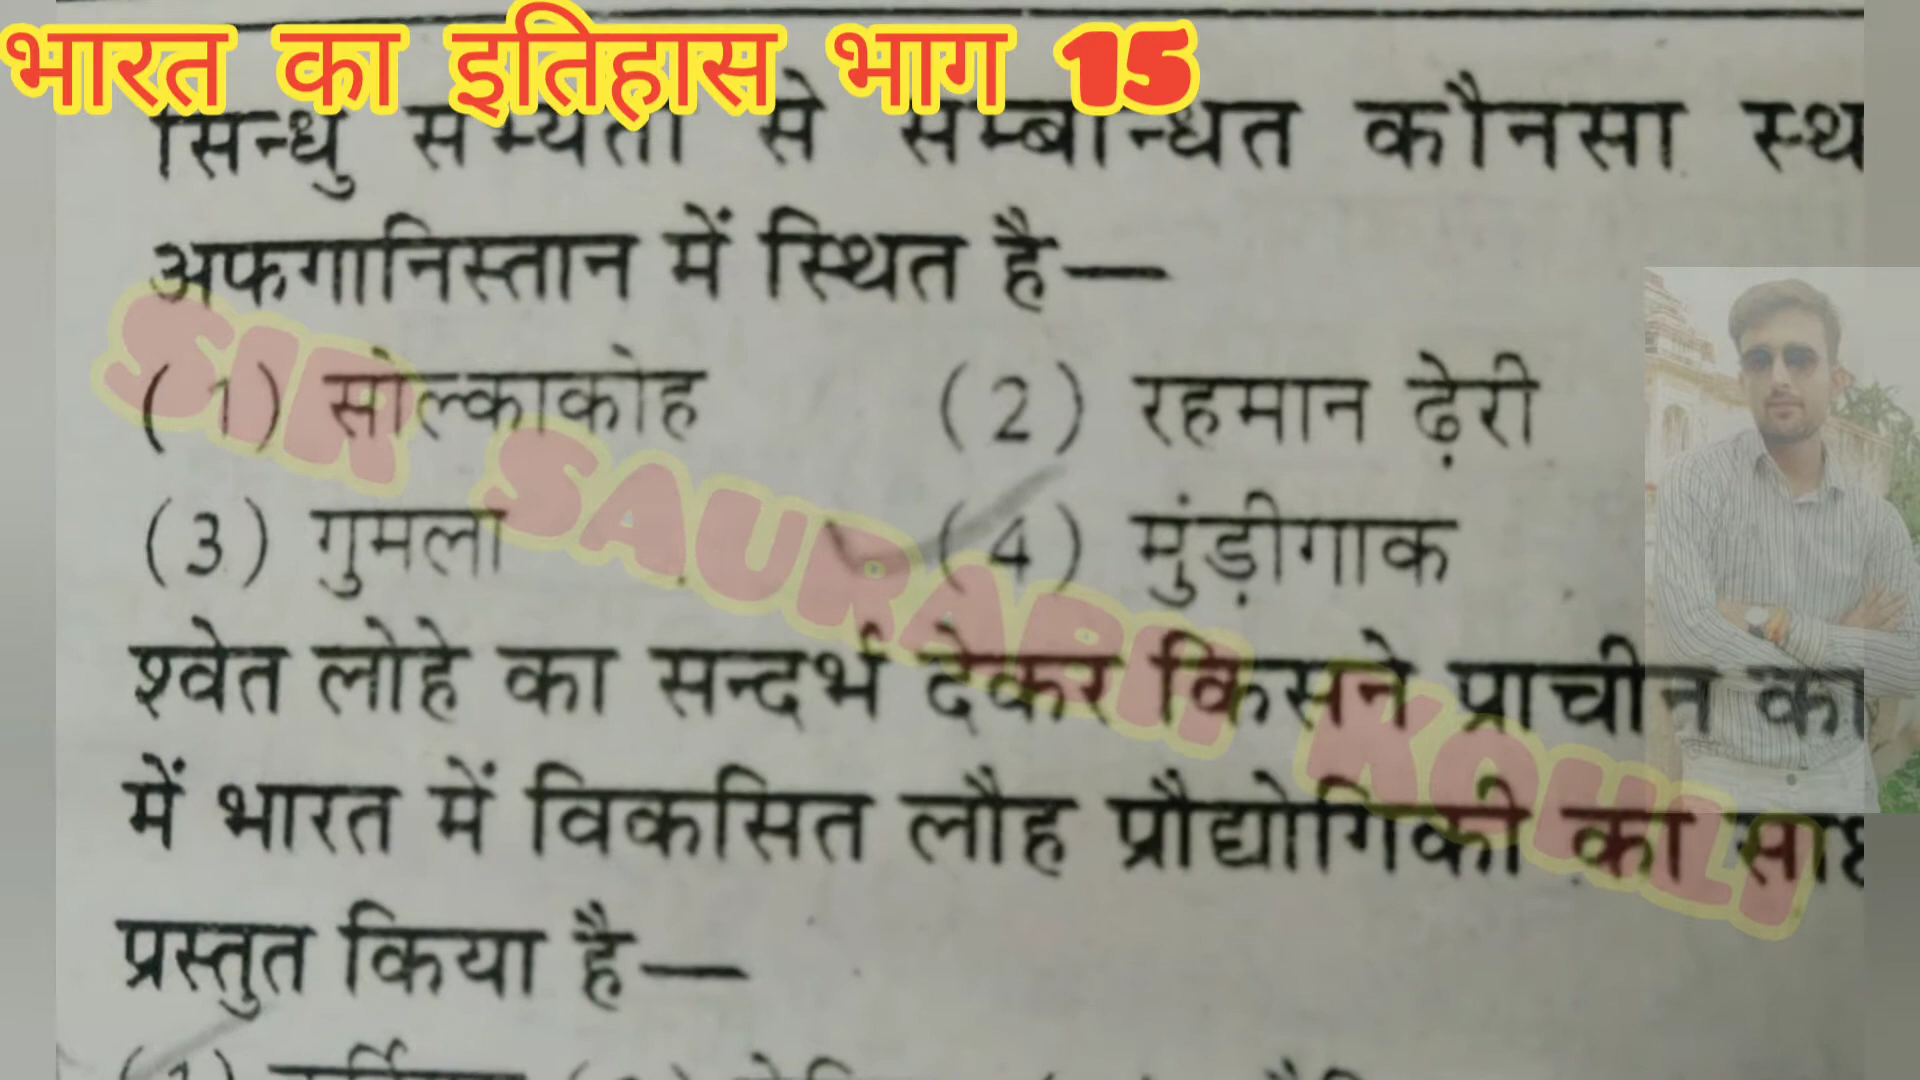 भारत का इतिहास भाग 15
सिन्धु सभ्यता से सम्बन्धित कौनसा
अफगानिस्तान में स्थित है—
(1) सोल्काकोह (2) रहमान ढ़ेरी
(3) गुमला (4) मुंड़ीगाक
श्वेत लोहे का सन्दर्भ देकर किसने प्राचीन
में भारत में विकसित लौह प्रौद्योगिकी का
प्रस्तुत किया है—
SIR SAURABH KOHLI